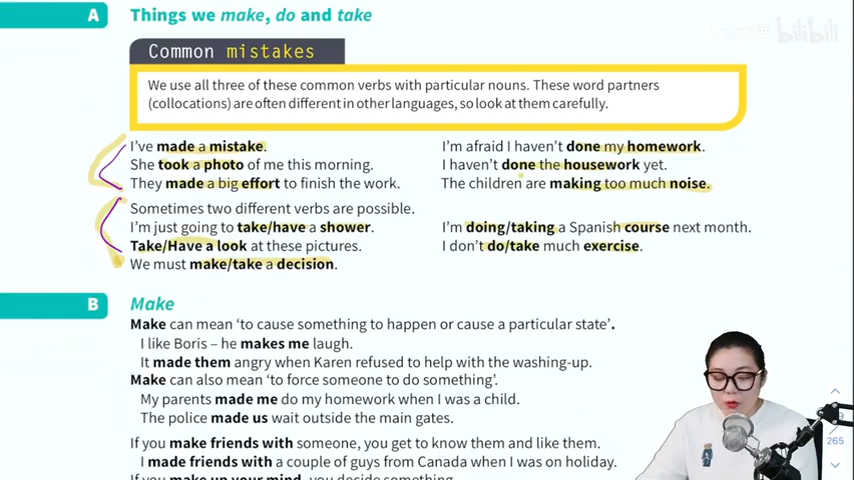 A
Things we make, do and take
bilibili
Common mistakes
We use all three of these common verbs with particular nouns. These word partners
(collocations) are often different in other languages, so look at them carefully.
I've made a mistake.
She took a photo of me this morning.
They made a big effort to finish the work.
I'm afraid I haven't done my homework.
I haven't done the housework yet.
The children are making too much noise.
Sometimes two different verbs are possible.
I'm just going to take/have a shower.
Take/Have a look at these pictures.
We must make/take a decision.
I'm doing/taking a Spanish course next month.
I don't do/take much exercise.
B
Make
Make can mean 'to cause something to happen or cause a particular state'.
I like Boris – he makes me laugh.
It made them angry when Karen refused to help with the washing-up.
Make can also mean 'to force someone to do something'.
My parents made me do my homework when I was a child.
The police made us wait outside the main gates.
If you make friends with someone, you get to know them and like them.
I made friends with a couple of guys from Canada when I was on holiday.
If you make up your mind, you decide something.
265